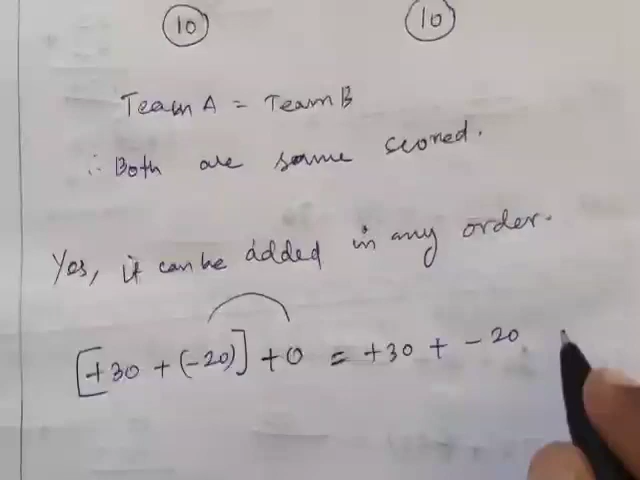 10 10
Team A = Team B
∴ Both are same scored.
Yes, it can be added in any order.
[+30 + (-20)] + 0 = +30 + -20